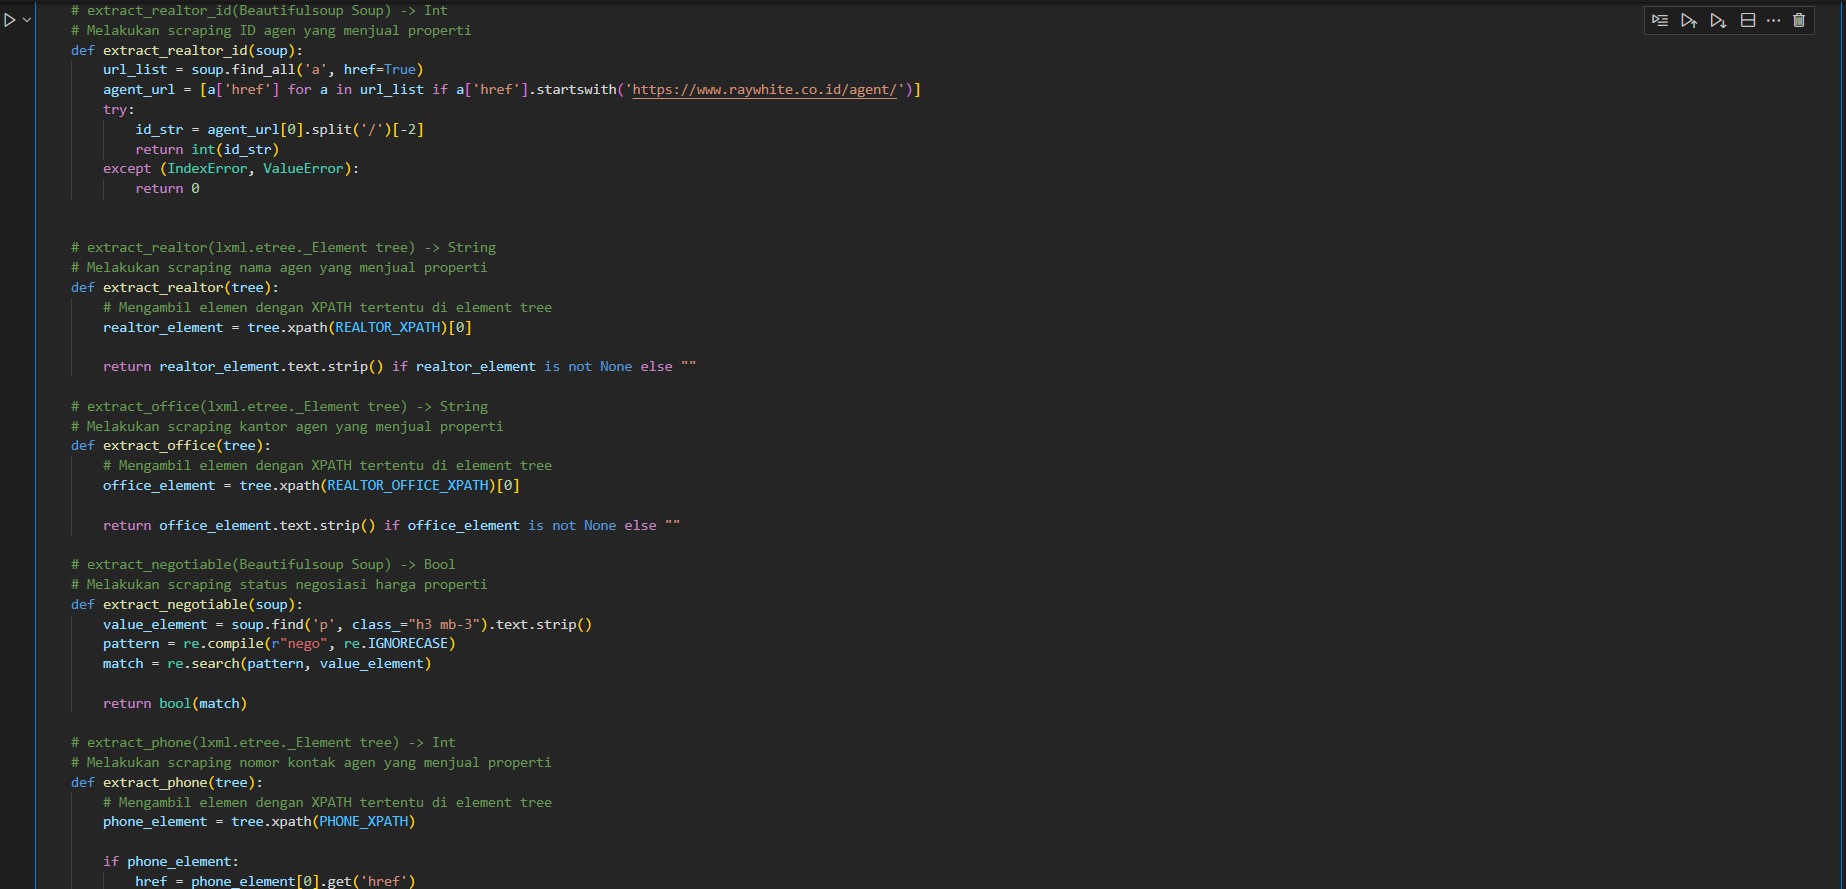 # extract_realtor_id(Beautifulsoup Soup) -> Int
# Melakukan scraping ID agen yang menjual properti
def extract_realtor_id(soup):
    url_list = soup.find_all('a', href=True)
    agent_url = [a['href'] for a in url_list if a['href'].startswith('https://www.raywhite.co.id/agent/')]
    try:
        id_str = agent_url[0].split('/')[-2]
        return int(id_str)
    except (IndexError, ValueError):
        return 0

# extract_realtor(lxml.etree._Element tree) -> String
# Melakukan scraping nama agen yang menjual properti
def extract_realtor(tree):
    # Mengambil elemen dengan XPATH tertentu di element tree
    realtor_element = tree.xpath(REALTOR_XPATH)[0]

    return realtor_element.text.strip() if realtor_element is not None else ""

# extract_office(lxml.etree._Element tree) -> String
# Melakukan scraping kantor agen yang menjual properti
def extract_office(tree):
    # Mengambil elemen dengan XPATH tertentu di element tree
    office_element = tree.xpath(REALTOR_OFFICE_XPATH)[0]

    return office_element.text.strip() if office_element is not None else ""

# extract_negotiable(Beautifulsoup Soup) -> Bool
# Melakukan scraping status negosiasi harga properti
def extract_negotiable(soup):
    value_element = soup.find('p', class_="h3 mb-3").text.strip()
    pattern = re.compile(r"nego", re.IGNORECASE)
    match = re.search(pattern, value_element)

    return bool(match)

# extract_phone(lxml.etree._Element tree) -> Int
# Melakukan scraping nomor kontak agen yang menjual properti
def extract_phone(tree):
    # Mengambil elemen dengan XPATH tertentu di element tree
    phone_element = tree.xpath(PHONE_XPATH)

    if phone_element:
        href = phone_element[0].get('href')